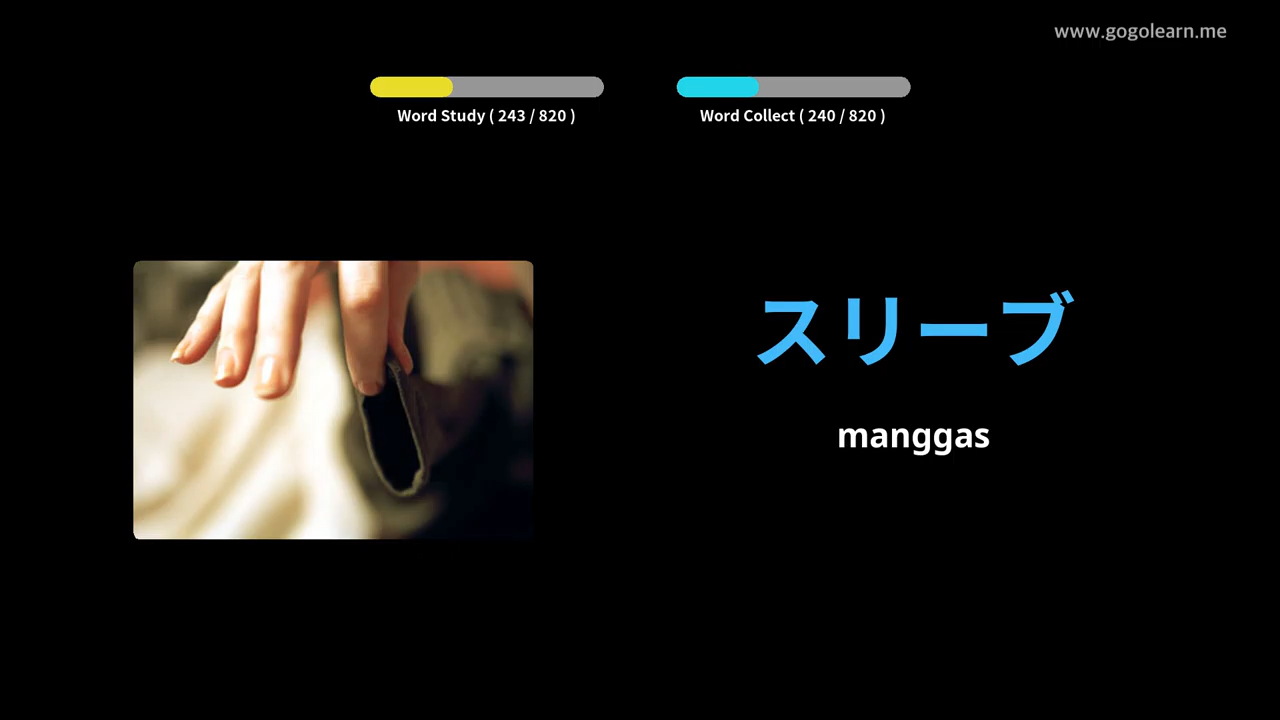 www.gogolearn.me
Word Study ( 243 / 820 )
Word Collect ( 240 / 820 )
スリーブ
manggas